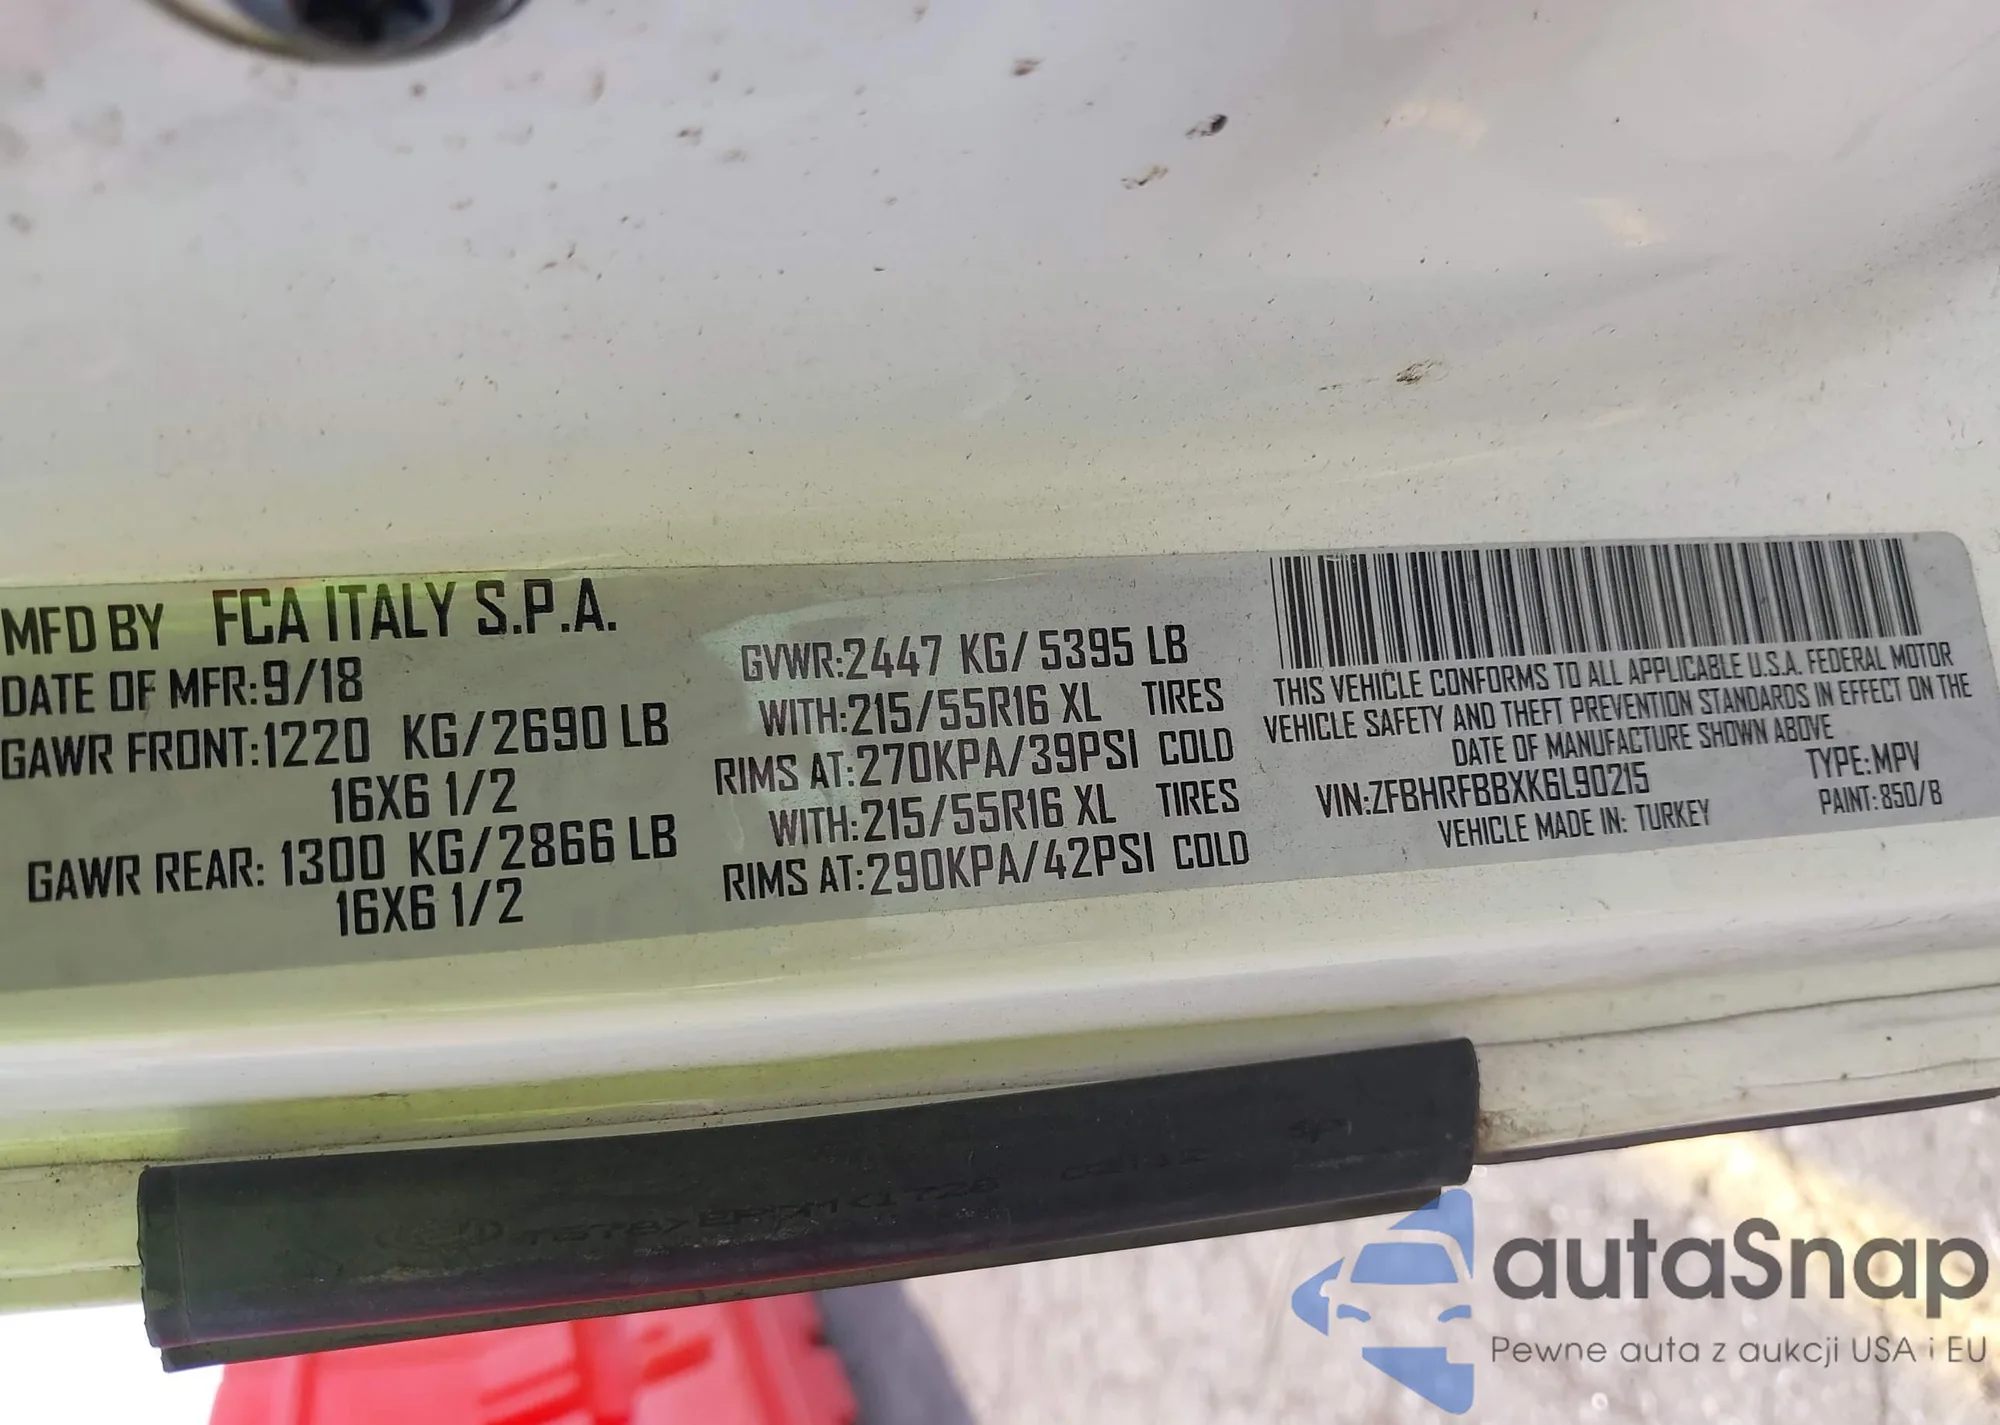 MFD BY FCA ITALY S.P.A.
DATE OF MFR:9/18
GAWR FRONT:1220 KG/2690 LB
16X6 1/2
GAWR REAR: 1300 KG/2866 LB
16X6 1/2
GVWR:2447 KG/5395 LB
WITH:215/55R16 XL TIRES
RIMS AT:270KPA/39PSI COLD
WITH:215/55R16 XL TIRES
RIMS AT:290KPA/42PSI COLD
THIS VEHICLE CONFORMS TO ALL APPLICABLE U.S.A. FEDERAL MOTOR
VEHICLE SAFETY AND THEFT PREVENTION STANDARDS IN EFFECT ON THE
DATE OF MANUFACTURE SHOWN ABOVE
VIN:ZFBHRFBBXK6L90215 TYPE:MPV
VEHICLE MADE IN: TURKEY PAINT:850/B
autaSnap
Pewne auta z aukcji USA i EU